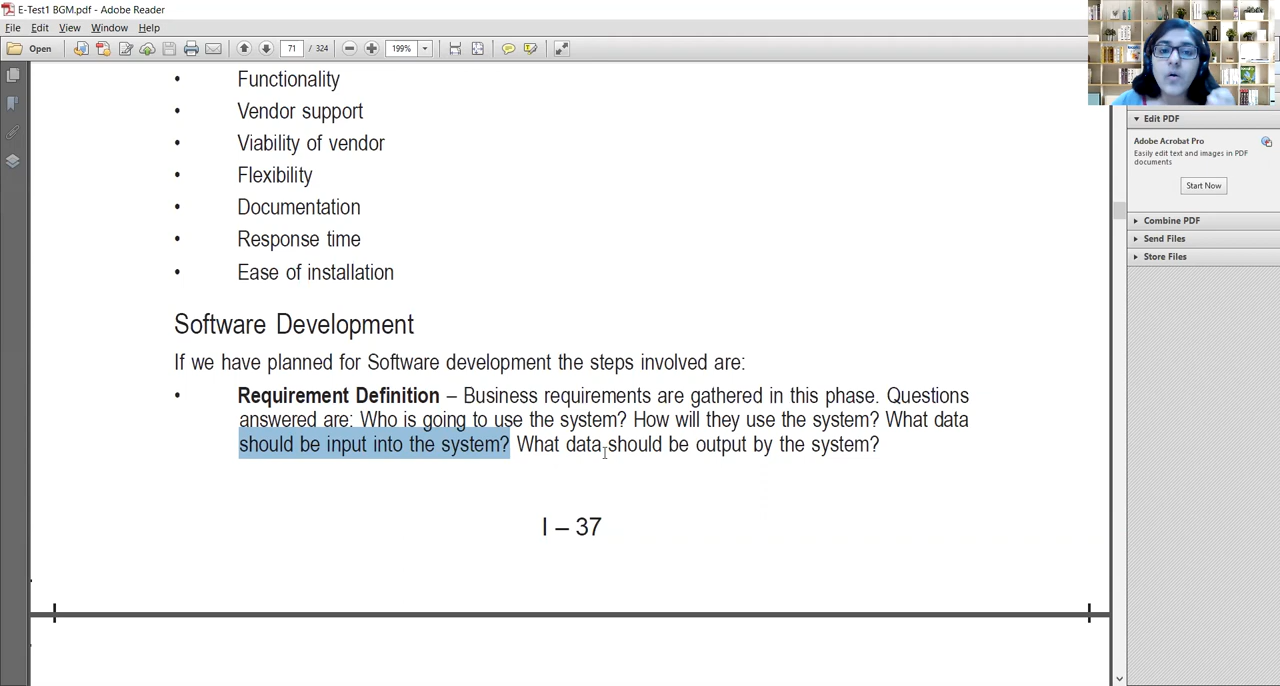 E-Test1 BGM.pdf - Adobe Reader
File Edit View Window Help
Open 71 / 324 199%
• Functionality
• Vendor support
• Viability of vendor
• Flexibility
• Documentation
• Response time
• Ease of installation
Software Development
If we have planned for Software development the steps involved are:
• Requirement Definition – Business requirements are gathered in this phase. Questions
answered are: Who is going to use the system? How will they use the system? What data
should be input into the system? What data should be output by the system?
I – 37
Edit PDF
Adobe Acrobat Pro
Easily edit text and images in PDF
documents
Start Now
Combine PDF
Send Files
Store Files